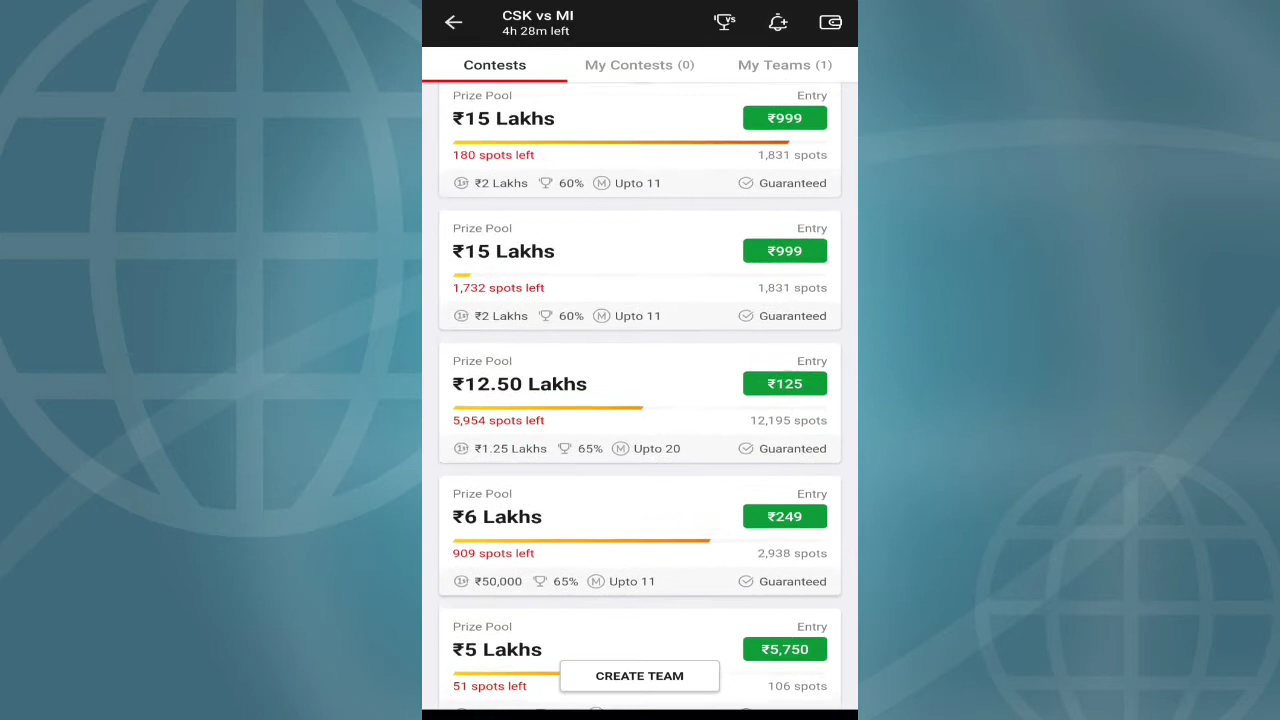 CSK vs MI
4h 28m left
VS
Contests My Contests (0) My Teams (1)
Prize Pool Entry
₹15 Lakhs ₹999
180 spots left 1,831 spots
1st ₹2 Lakhs 60% M Upto 11 Guaranteed
Prize Pool Entry
₹15 Lakhs ₹999
1,732 spots left 1,831 spots
1st ₹2 Lakhs 60% M Upto 11 Guaranteed
Prize Pool Entry
₹12.50 Lakhs ₹125
5,954 spots left 12,195 spots
1st ₹1.25 Lakhs 65% M Upto 20 Guaranteed
Prize Pool Entry
₹6 Lakhs ₹249
909 spots left 2,938 spots
1st ₹50,000 65% M Upto 11 Guaranteed
Prize Pool Entry
₹5 Lakhs ₹5,750
CREATE TEAM
51 spots left 106 spots